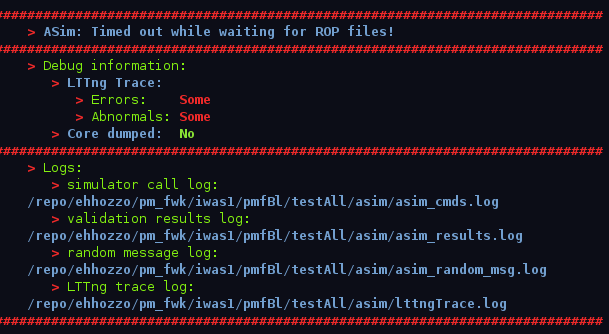 ################################################################################
> ASim: Timed out while waiting for ROP files!
################################################################################
> Debug information:
> LTTng Trace:
> Errors: Some
> Abnormals: Some
> Core dumped: No
################################################################################
> Logs:
> simulator call log:
/repo/ehhozzo/pm_fwk/iwas1/pmfBl/testAll/asim/asim_cmds.log
> validation results log:
/repo/ehhozzo/pm_fwk/iwas1/pmfBl/testAll/asim/asim_results.log
> random message log:
/repo/ehhozzo/pm_fwk/iwas1/pmfBl/testAll/asim/asim_random_msg.log
> LTTng trace log:
/repo/ehhozzo/pm_fwk/iwas1/pmfBl/testAll/asim/lttngTrace.log
################################################################################